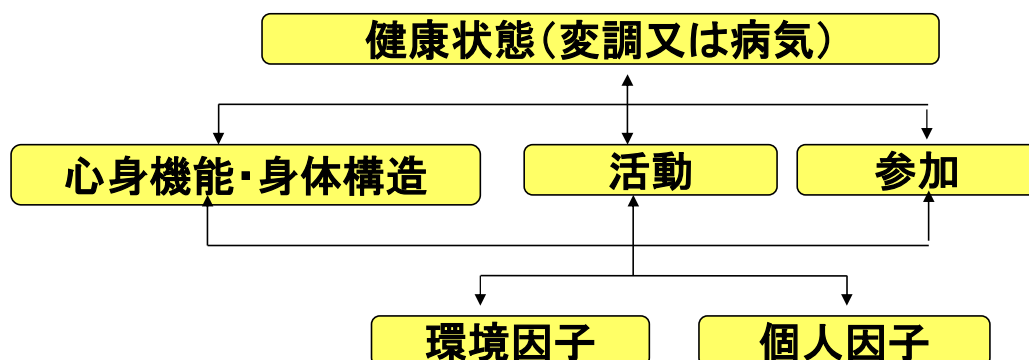 健康状態(変調又は病気)
心身機能・身体構造
活動
参加
環境因子
個人因子